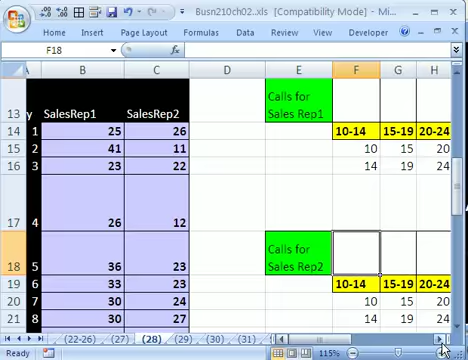 Busn210ch02.xls [Compatibility Mode] - Mi...
Home Insert Page Layout Formulas Data Review View Developer
F18 fx
A B C D E F G H
13 y SalesRep1 SalesRep2 Calls for Sales Rep1
14 1 25 26 10-14 15-19 20-24
15 2 41 11 10 15 20
16 3 23 22 14 19 24
17 4 26 12
18 5 36 23 Calls for Sales Rep2
19 6 33 23 10-14 15-19 20-24
20 7 30 24 10 15 20
21 8 30 27 14 19 24
(22-26) (27) (28) (29) (30) (31)
Ready 115%